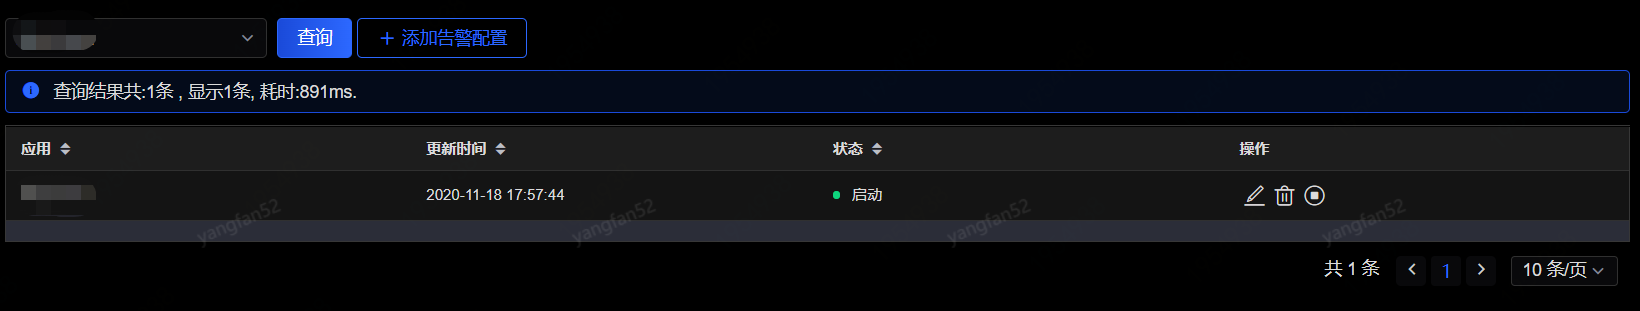 查询 + 添加告警配置
查询结果共:1条 , 显示1条, 耗时:891ms.
应用 更新时间 状态 操作
2020-11-18 17:57:44 启动
yangfan52 yangfan52 yangfan52 yangfan52
共 1 条 1 10 条/页